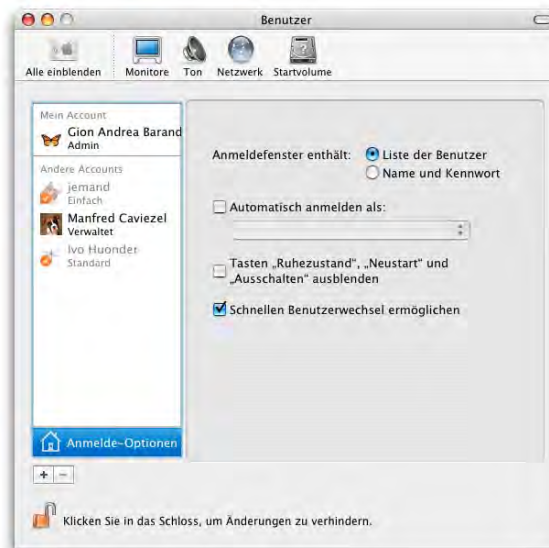 Benutzer
Alle einblenden Monitore Ton Netzwerk Startvolume
Mein Account
Gion Andrea Barand
Admin
Andere Accounts
jemand
Einfach
Manfred Caviezel
Verwaltet
Ivo Huonder
Standard
Anmelde-Optionen
Anmeldefenster enthält: Liste der Benutzer
Name und Kennwort
Automatisch anmelden als:
Tasten „Ruhezustand“, „Neustart“ und
„Ausschalten“ ausblenden
Schnellen Benutzerwechsel ermöglichen
Klicken Sie in das Schloss, um Änderungen zu verhindern.